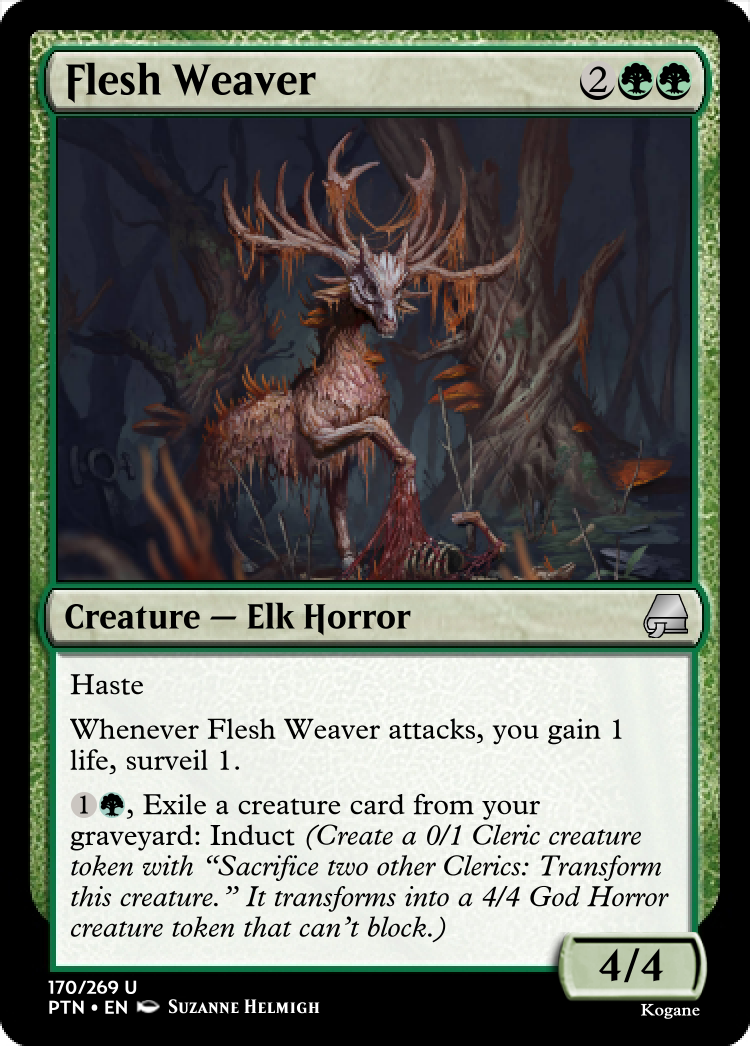 Flesh Weaver 2
Creature — Elk Horror
Haste
Whenever Flesh Weaver attacks, you gain 1
life, surveil 1.
1, Exile a creature card from your
graveyard: Induct (Create a 0/1 Cleric creature
token with “Sacrifice two other Clerics: Transform
this creature.” It transforms into a 4/4 God Horror
creature token that can’t block.)
4/4
170/269 U
PTN • EN SUZANNE HELMIGH
Kogane